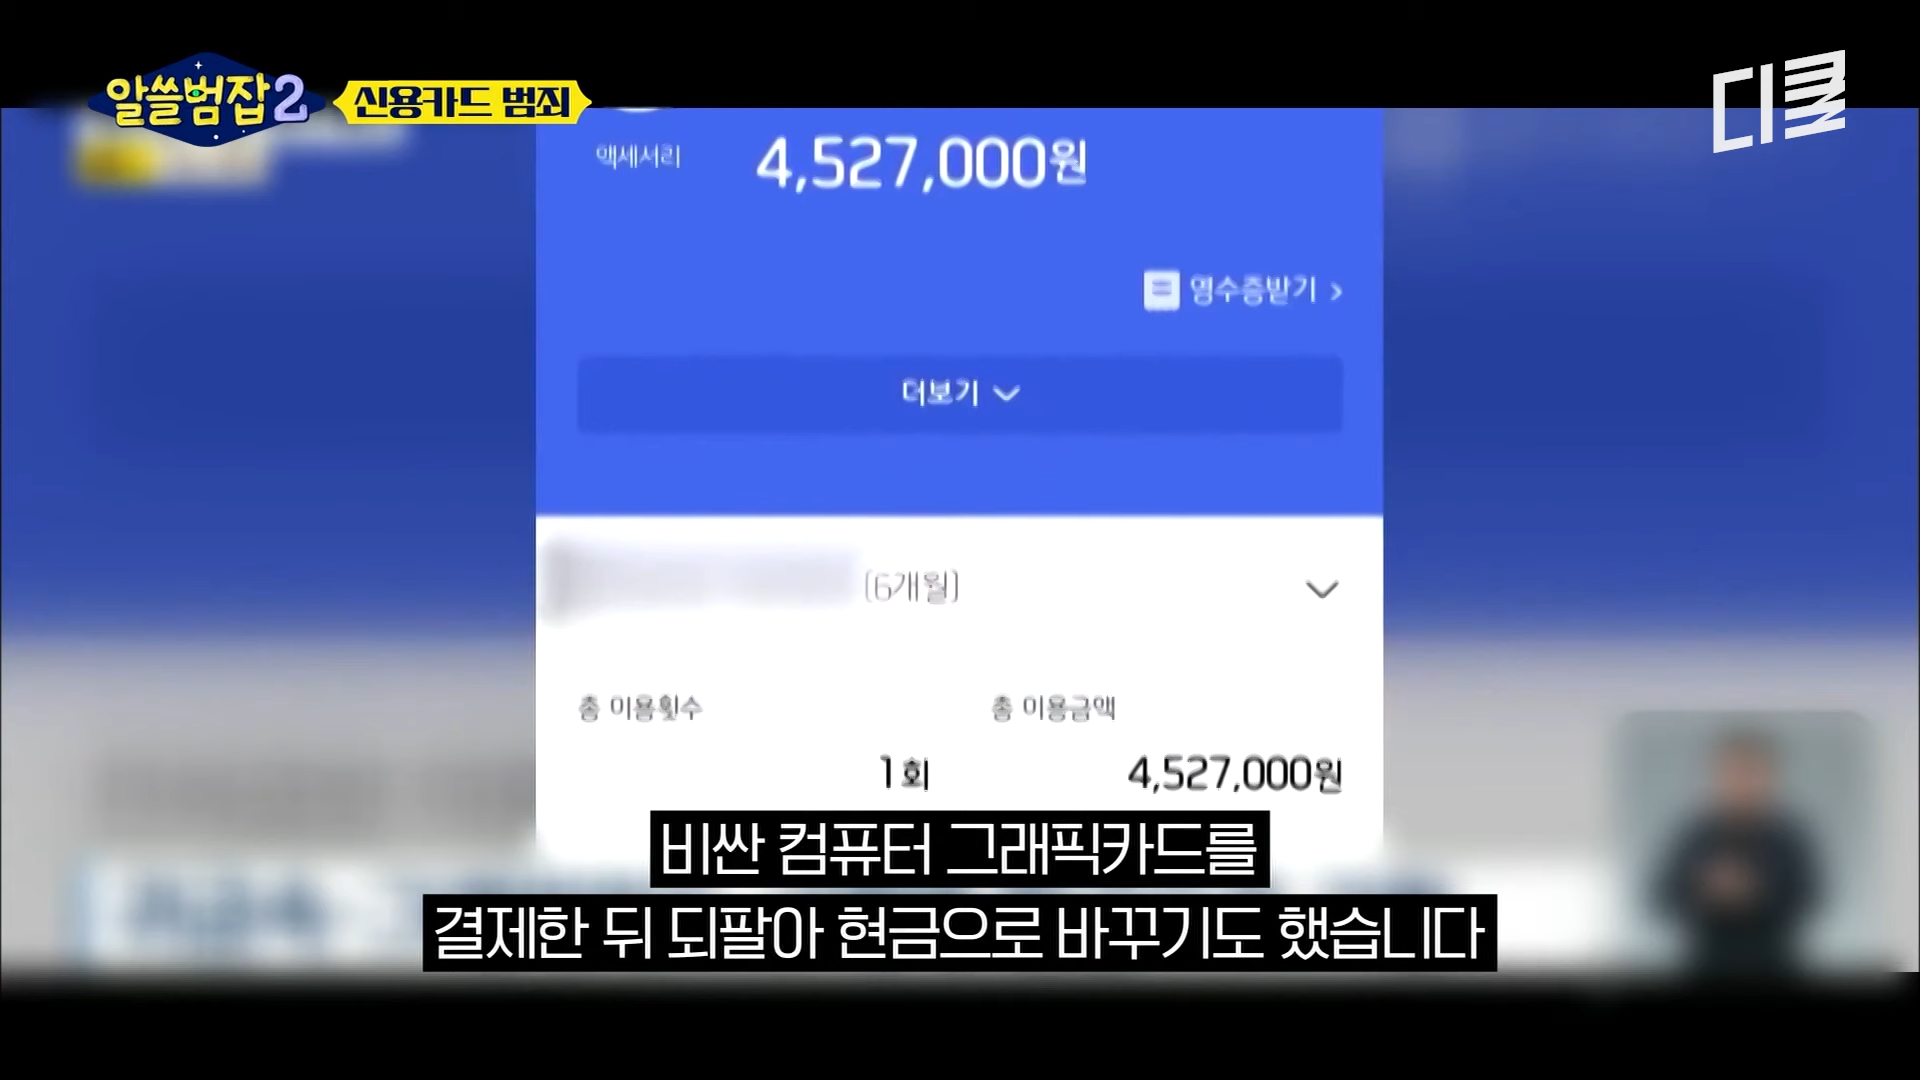 알쓸범잡2
신용카드 범죄
디글
액세서리
4,527,000원
영수증받기
더보기
(6개월)
총 이용횟수
총 이용금액
1회
4,527,000원
비싼 컴퓨터 그래픽카드를
결제한 뒤 되팔아 현금으로 바꾸기도 했습니다